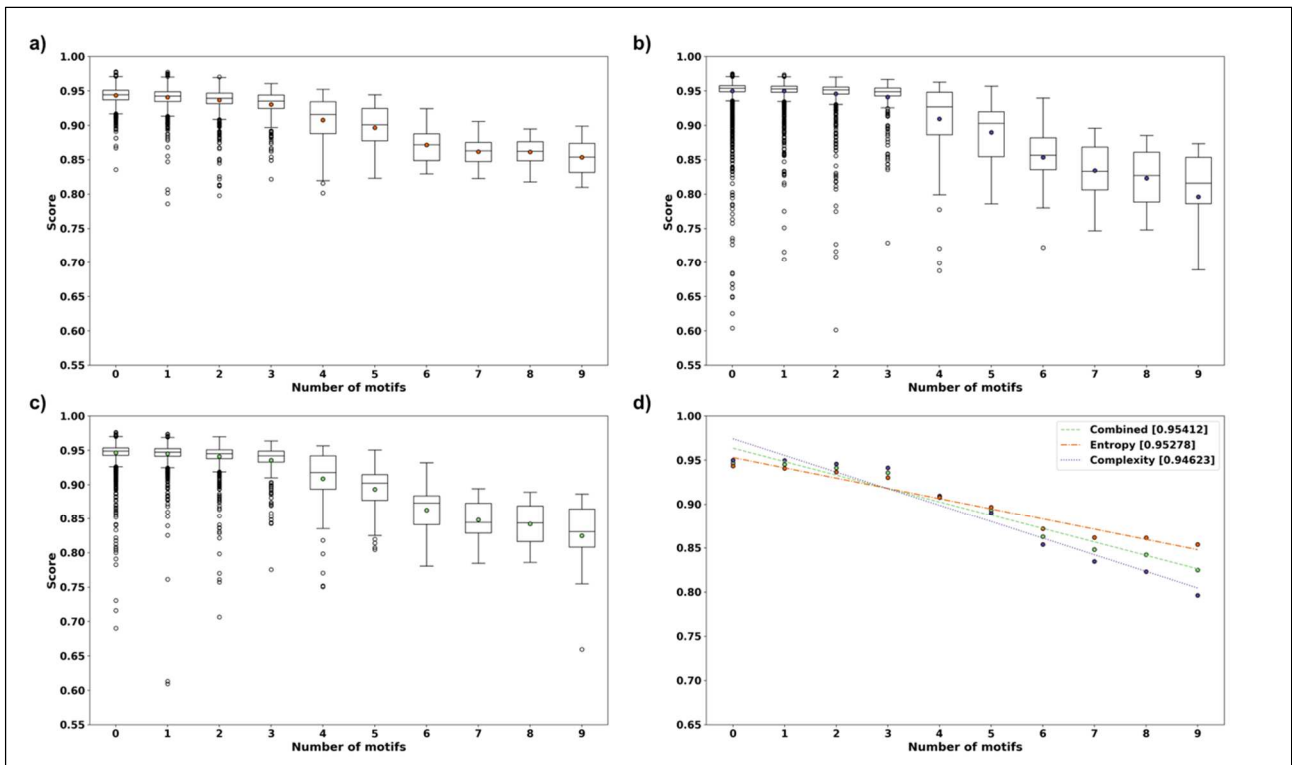 a)
1.00
0.95
0.90
0.85
0.80
0.75
0.70
0.65
0.60
0.55
Score
0 1 2 3 4 5 6 7 8 9
Number of motifs
b)
1.00
0.95
0.90
0.85
0.80
0.75
0.70
0.65
0.60
0.55
Score
0 1 2 3 4 5 6 7 8 9
Number of motifs
c)
1.00
0.95
0.90
0.85
0.80
0.75
0.70
0.65
0.60
0.55
Score
0 1 2 3 4 5 6 7 8 9
Number of motifs
d)
1.00
0.95
0.90
0.85
0.80
0.75
0.70
0.65
Combined [0.95412]
Entropy [0.95278]
Complexity [0.94623]
0 1 2 3 4 5 6 7 8 9
Number of motifs